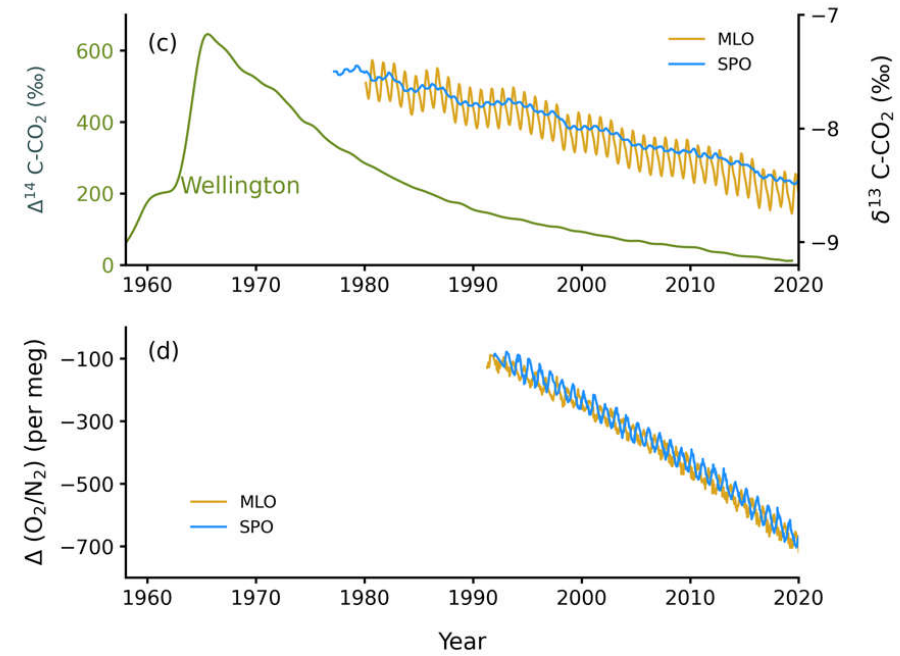 (c)
Δ¹⁴ C-CO₂ (‰)
600
400
200
0
Wellington
MLO
SPO
−7
−8
−9
δ¹³ C-CO₂ (‰)
1960 1970 1980 1990 2000 2010 2020
(d)
Δ (O₂/N₂) (per meg)
−100
−300
−500
−700
MLO
SPO
1960 1970 1980 1990 2000 2010 2020
Year